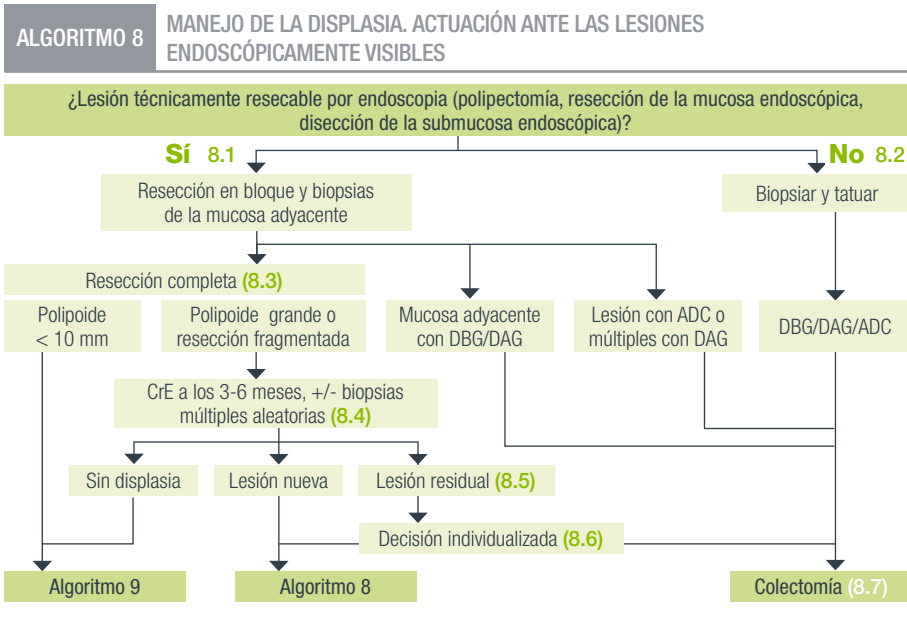 ALGORITMO 8
MANEJO DE LA DISPLASIA. ACTUACIÓN ANTE LAS LESIONES
ENDOSCÓPICAMENTE VISIBLES
¿Lesión técnicamente resecable por endoscopia (polipectomía, resección de la mucosa endoscópica,
disección de la submucosa endoscópica)?
Sí 8.1
No 8.2
Resección en bloque y biopsias
de la mucosa adyacente
Biopsiar y tatuar
Resección completa (8.3)
Polipoide
< 10 mm
Polipoide grande o
resección fragmentada
Mucosa adyacente
con DBG/DAG
Lesión con ADC o
múltiples con DAG
DBG/DAG/ADC
CrE a los 3-6 meses, +/- biopsias
múltiples aleatorias (8.4)
Sin displasia
Lesión nueva
Lesión residual (8.5)
Decisión individualizada (8.6)
Algoritmo 9
Algoritmo 8
Colectomía (8.7)